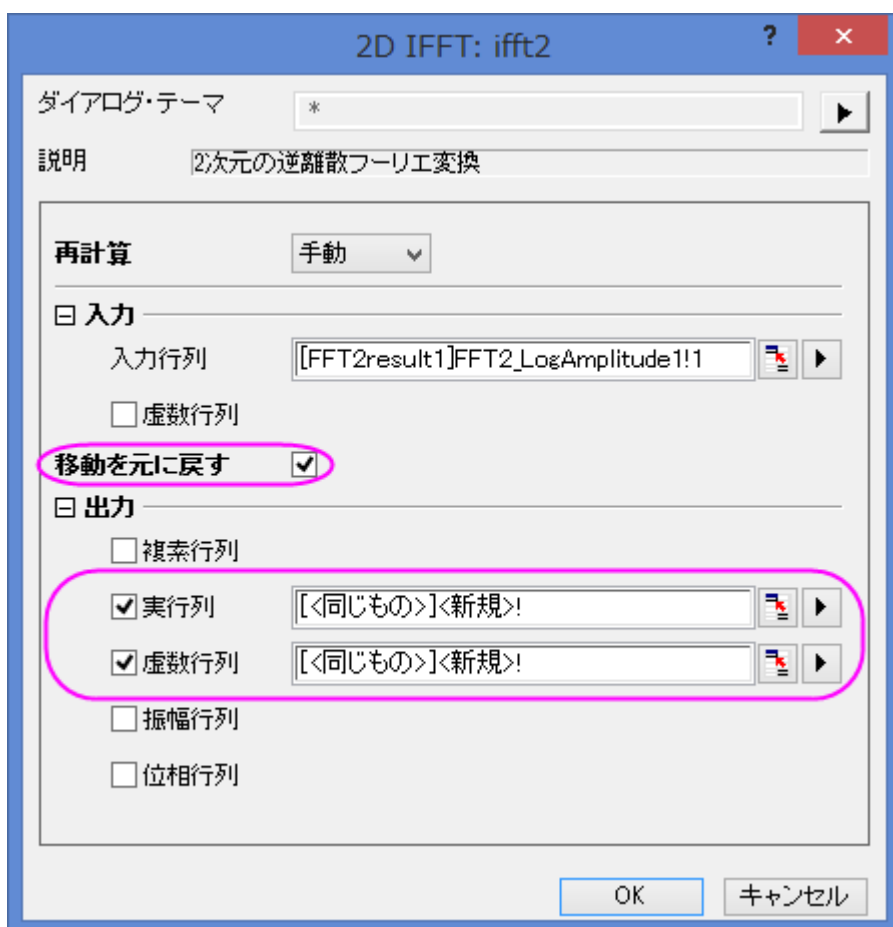 2D IFFT: ifft2 ? ×
ダイアログ・テーマ *
説明 2次元の逆離散フーリエ変換
再計算 手動
入力
入力行列 [FFT2result1]FFT2_LogAmplitude1!1
虚数行列
移動を元に戻す
出力
複素行列
実行列 [<同じもの>]<新規>!
虚数行列 [<同じもの>]<新規>!
振幅行列
位相行列
OK キャンセル